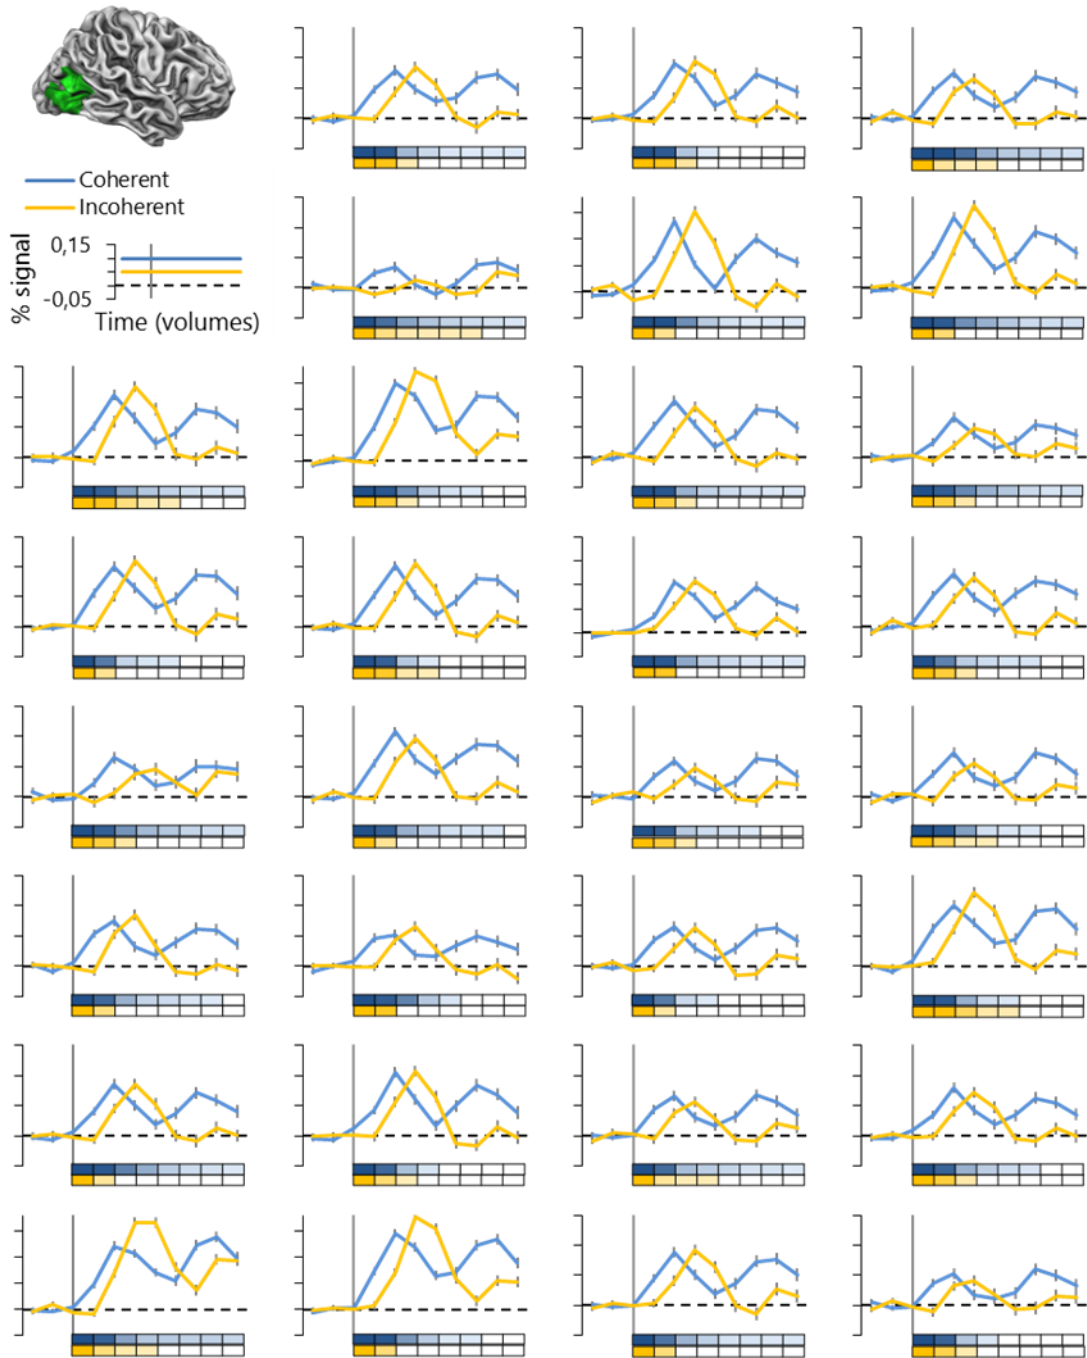 Coherent
Incoherent
% signal
0,15
-0,05
Time (volumes)